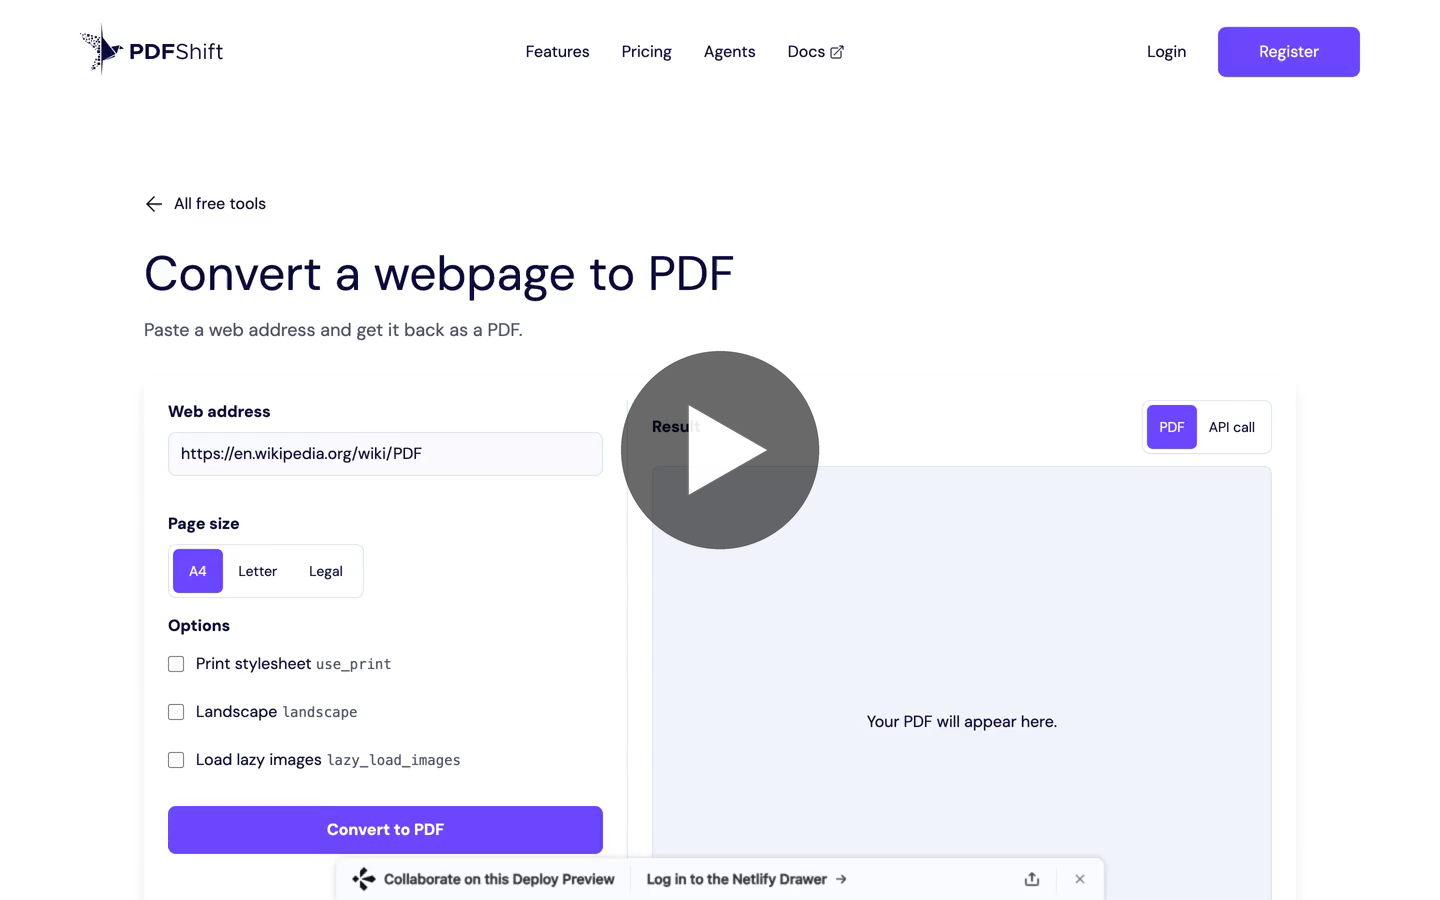 PDFShift
Features
Pricing
Agents
Docs
Login
Register
All free tools
Convert a webpage to PDF
Paste a web address and get it back as a PDF.
Web address
https://en.wikipedia.org/wiki/PDF
Page size
A4
Letter
Legal
Options
Print stylesheet use_print
Landscape landscape
Load lazy images lazy_load_images
Convert to PDF
Result
PDF
API call
Your PDF will appear here.
Collaborate on this Deploy Preview
Log in to the Netlify Drawer →